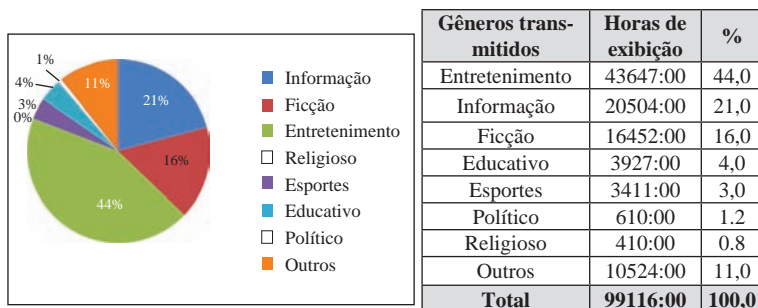 1%
4%
3%
0%
11%
21%
16%
44%
Informação
Ficção
Entretenimento
Religioso
Esportes
Educativo
Político
Outros
Gêneros trans-
mitidos
Horas de
exibição
%
Entretenimento 43647:00 44,0
Informação 20504:00 21,0
Ficção 16452:00 16,0
Educativo 3927:00 4,0
Esportes 3411:00 3,0
Político 610:00 1.2
Religioso 410:00 0.8
Outros 10524:00 11,0
Total 99116:00 100,0